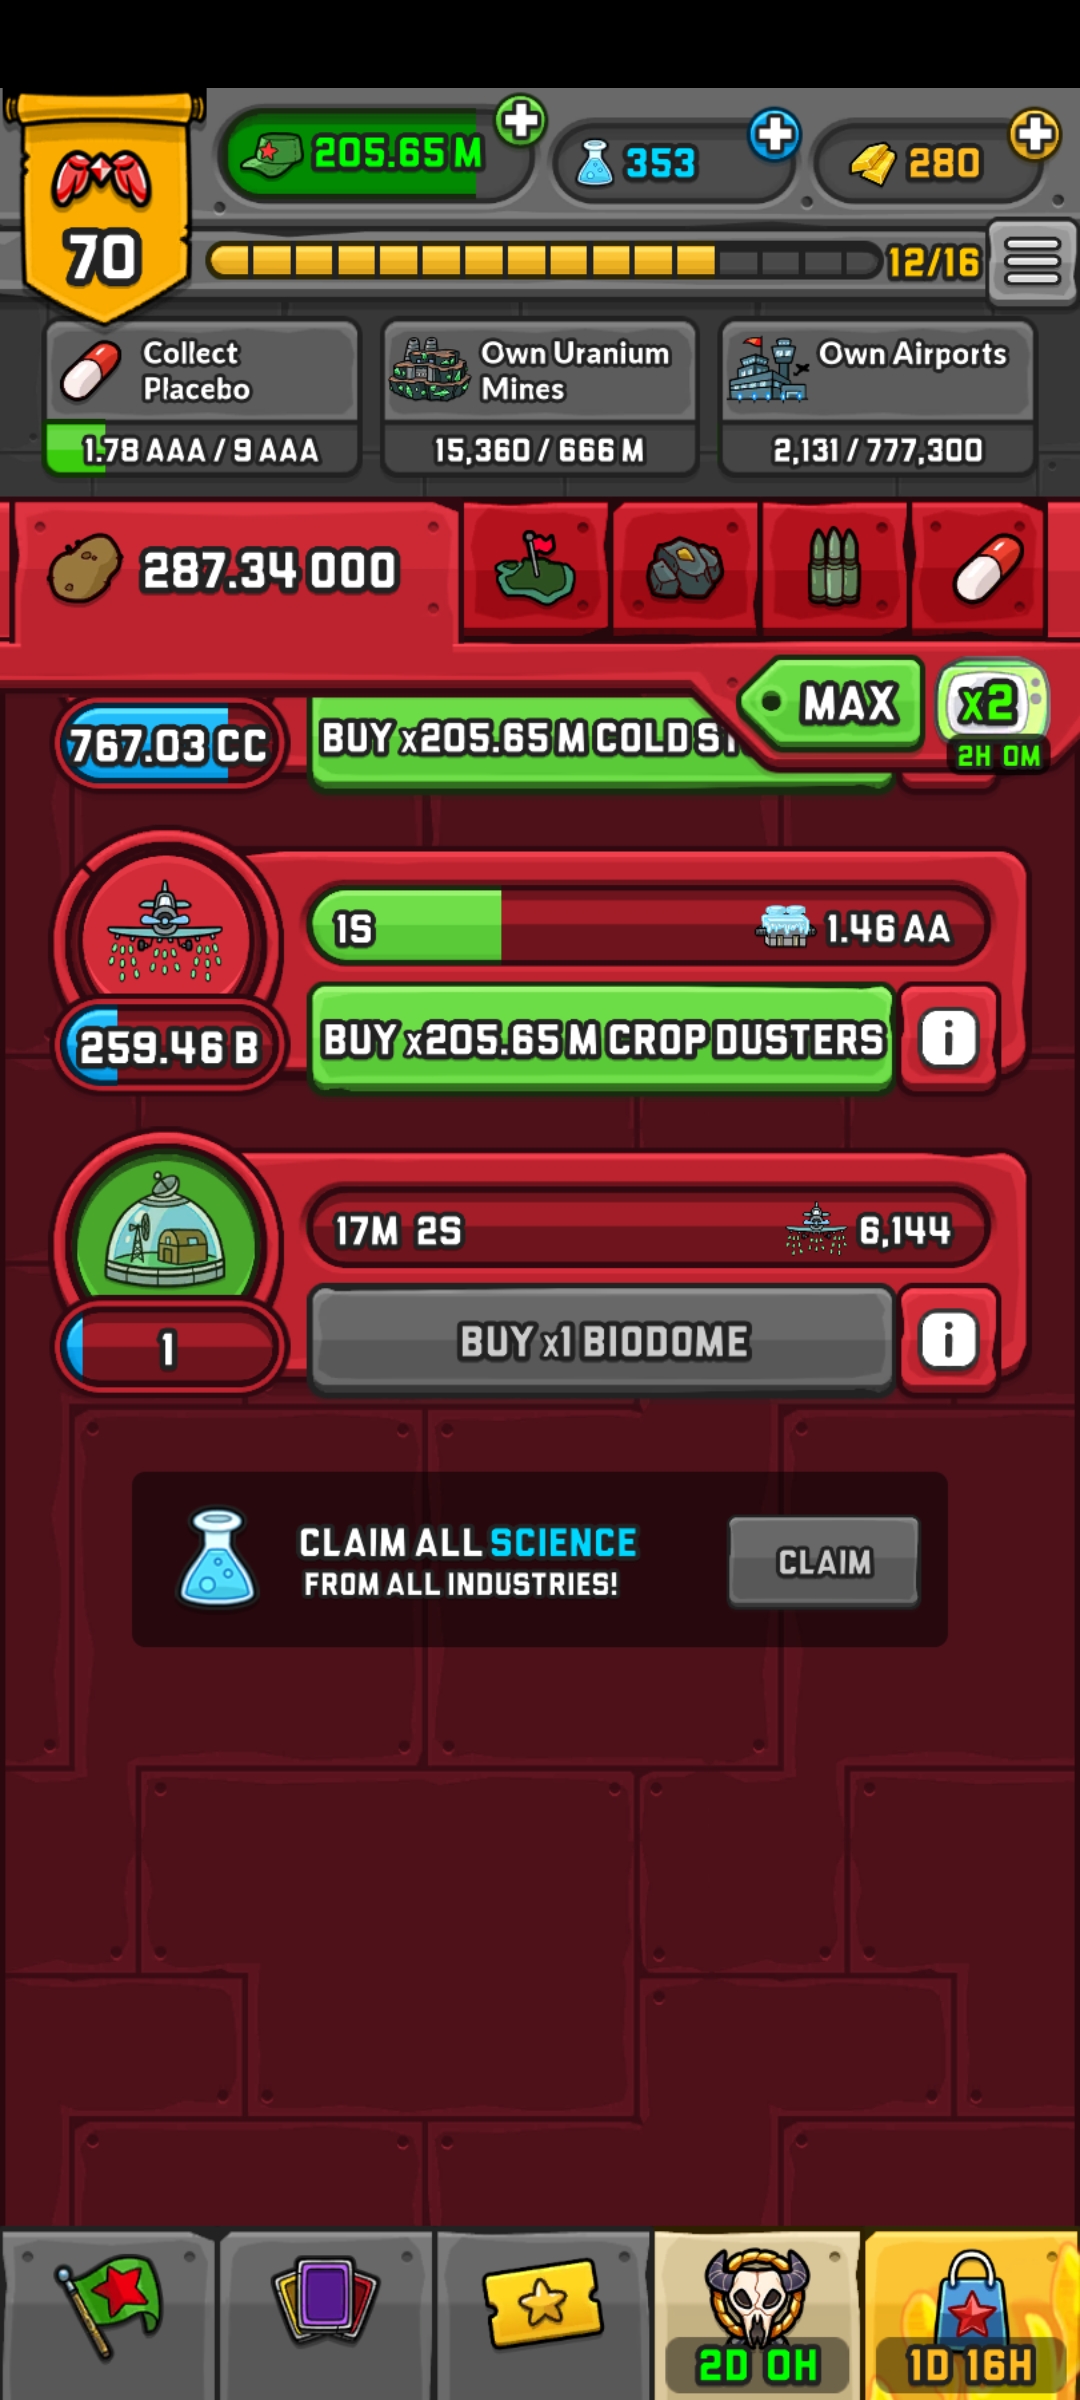 70
205.65 M
353
280
12/16
Collect
Placebo
1.78 AAA / 9 AAA
Own Uranium
Mines
15,360 / 666 M
Own Airports
2,131 / 777,300
287.34 000
MAX
x2
2H 0M
767.03 CC
BUY x205.65 M COLD
1S
1.46 AA
259.46 B
BUY x205.65 M CROP DUSTERS
i
17M 2S
6,144
1
BUY x1 BIODOME
i
CLAIM ALL SCIENCE
FROM ALL INDUSTRIES!
CLAIM
2D 0H
1D 16H